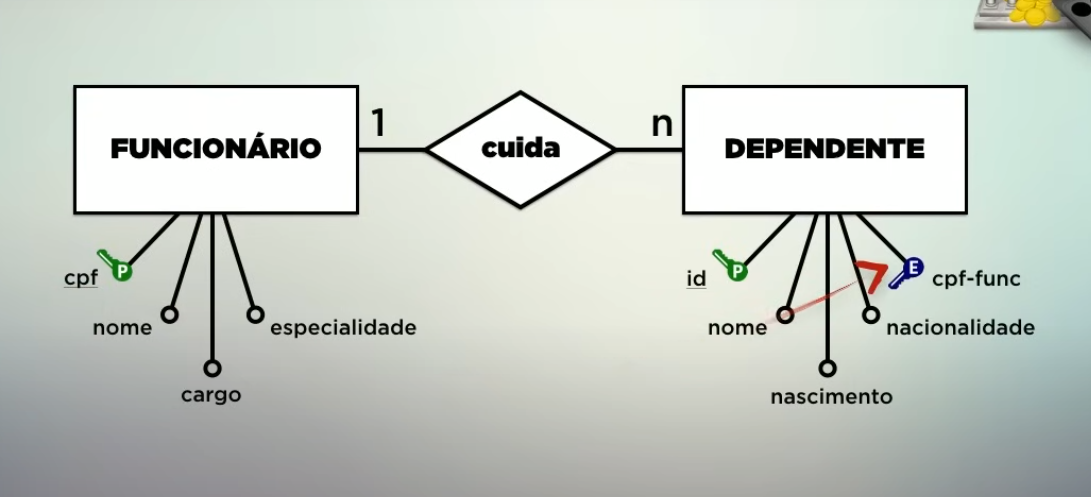 FUNCIONÁRIO
1
cuida
n
DEPENDENTE
cpf
P
nome
cargo
especialidade
id
P
nome
nascimento
nacionalidade
E
cpf-func